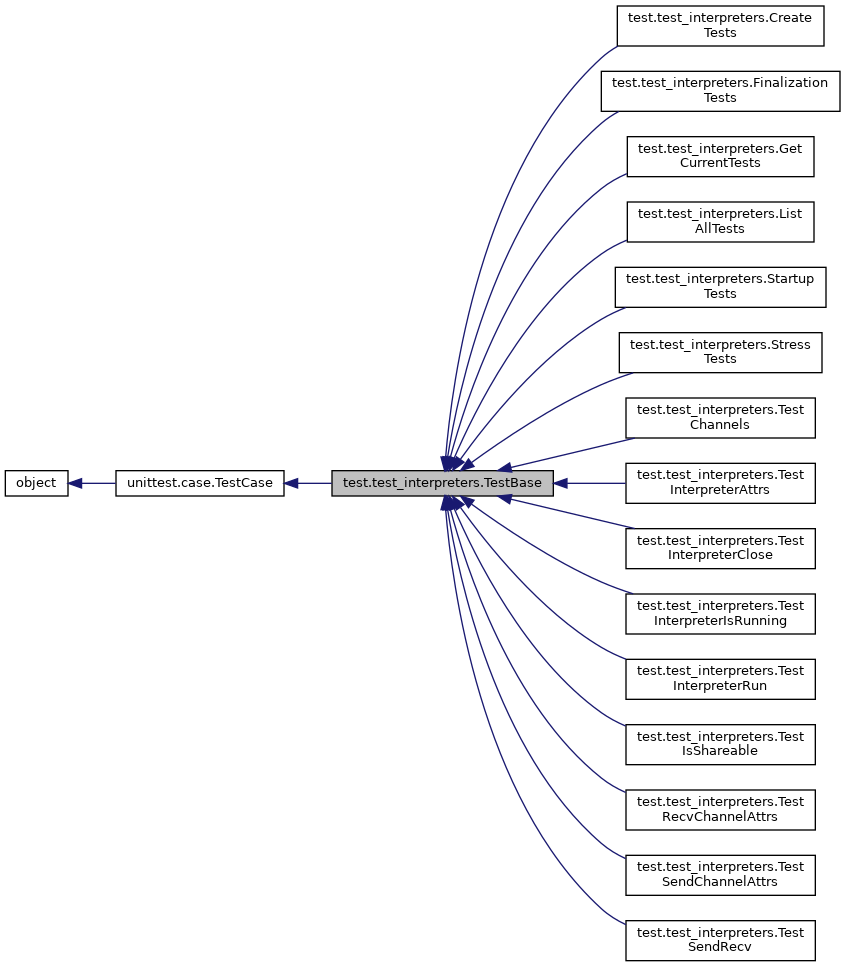 test.test_interpreters.Create
Tests
test.test_interpreters.Finalization
Tests
test.test_interpreters.Get
CurrentTests
test.test_interpreters.List
AllTests
test.test_interpreters.Startup
Tests
test.test_interpreters.Stress
Tests
test.test_interpreters.Test
Channels
object
unittest.case.TestCase
test.test_interpreters.TestBase
test.test_interpreters.Test
InterpreterAttrs
test.test_interpreters.Test
InterpreterClose
test.test_interpreters.Test
InterpreterIsRunning
test.test_interpreters.Test
InterpreterRun
test.test_interpreters.Test
IsShareable
test.test_interpreters.Test
RecvChannelAttrs
test.test_interpreters.Test
SendChannelAttrs
test.test_interpreters.Test
SendRecv